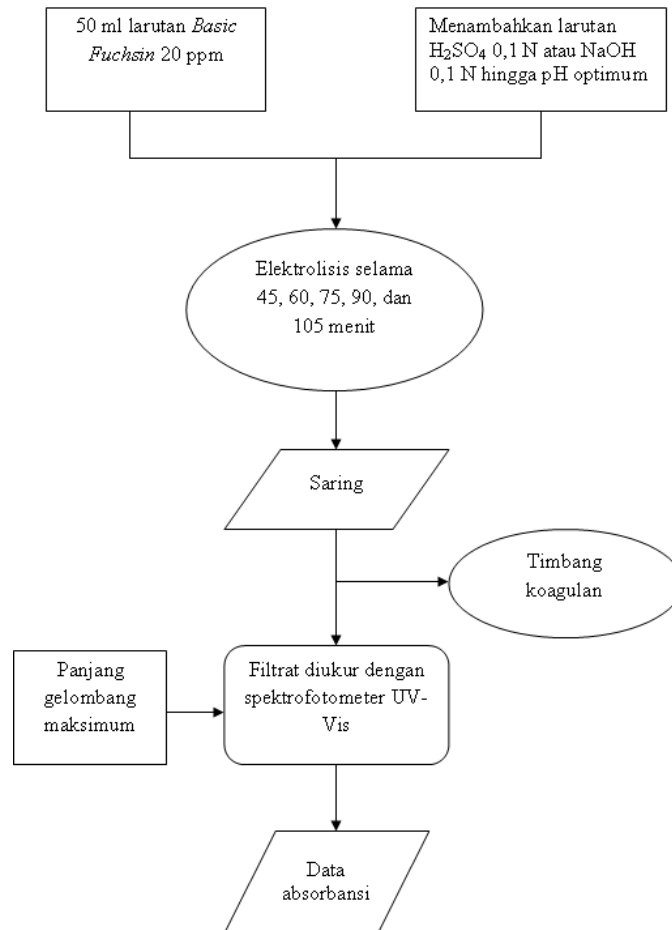 50 ml larutan Basic
Fuchsin 20 ppm
Menambahkan larutan
H₂SO₄ 0,1 N atau NaOH
0,1 N hingga pH optimum
Elektrolisis selama
45, 60, 75, 90, dan
105 menit
Saring
Timbang
koagulan
Panjang
gelombang
maksimum
Filtrat diukur dengan
spektrofotometer UV-
Vis
Data
absorbansi